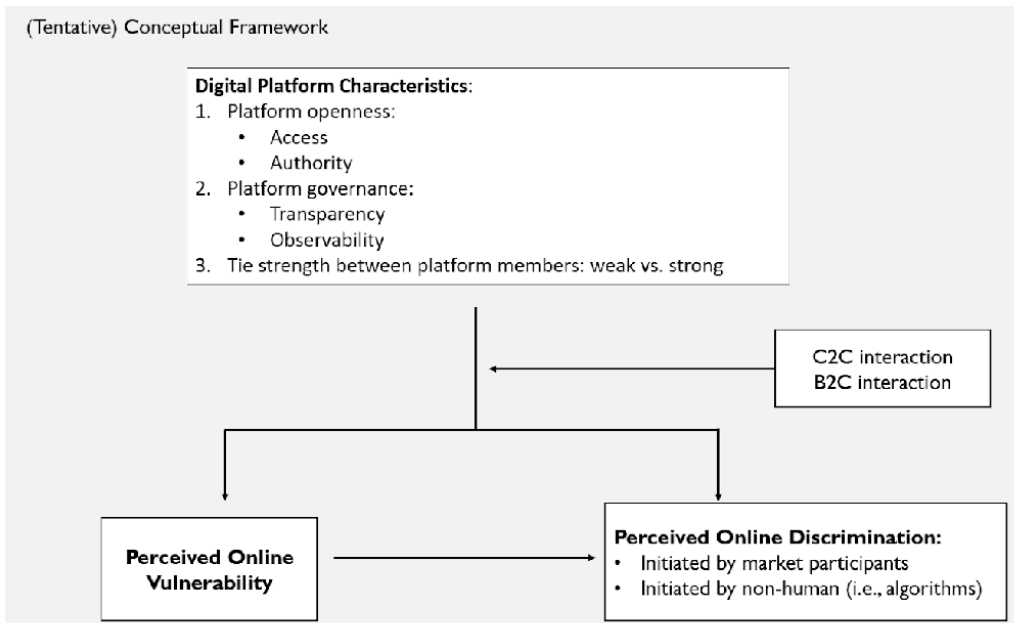 (Tentative) Conceptual Framework
Digital Platform Characteristics:
1. Platform openness:
• Access
• Authority
2. Platform governance:
• Transparency
• Observability
3. Tie strength between platform members: weak vs. strong
C2C interaction
B2C interaction
Perceived Online
Vulnerability
Perceived Online Discrimination:
• Initiated by market participants
• Initiated by non-human (i.e., algorithms)